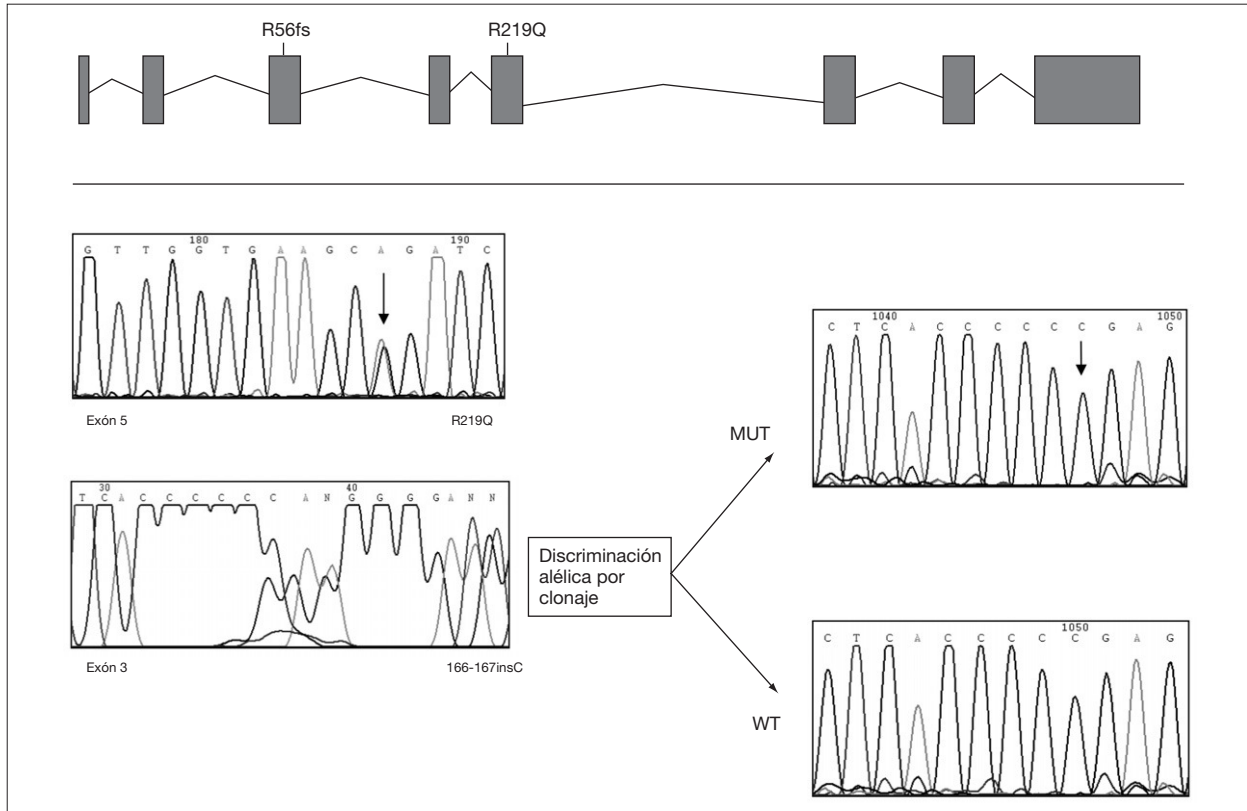 R56fs R219Q
180 190
G T T G G T G A A G C A G A T C
Exón 5 R219Q
30 40
T C A C C C C C C A N G G G G A N N
Exón 3 166-167insC
Discriminación
alélica por
clonaje
MUT
1040 1050
C T C A C C C C C C G A G
WT
1050
C T C A C C C C C G A G